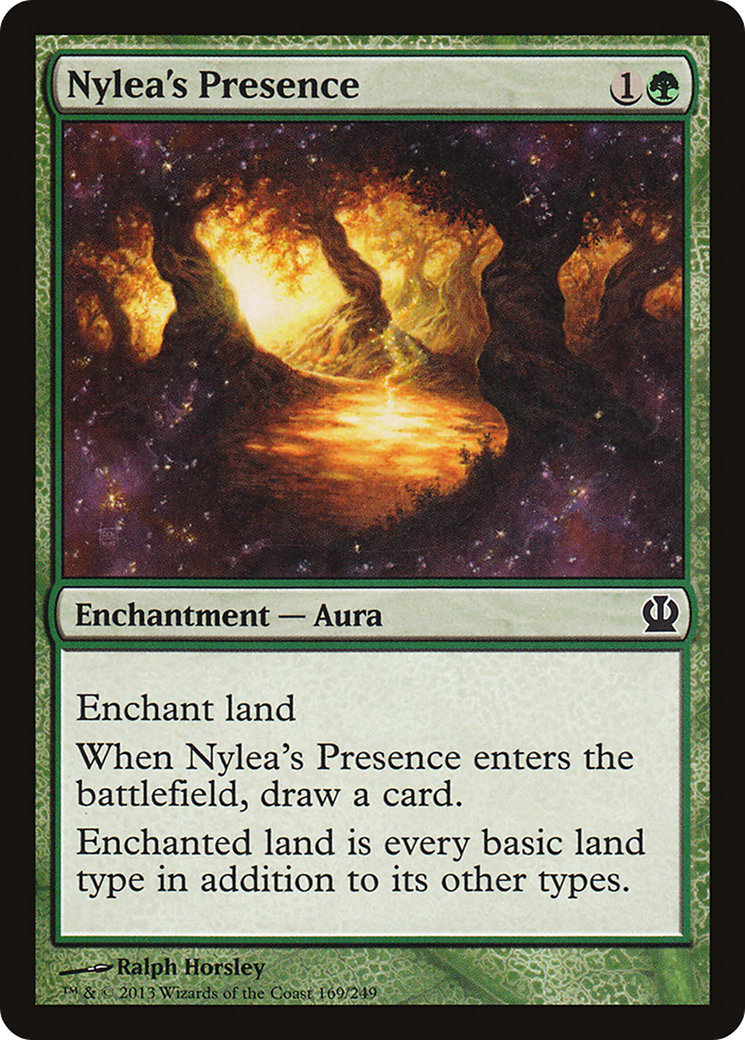 Nylea's Presence 1
Enchantment — Aura
Enchant land
When Nylea's Presence enters the
battlefield, draw a card.
Enchanted land is every basic land
type in addition to its other types.
Ralph Horsley
™ & © 2013 Wizards of the Coast 169/249